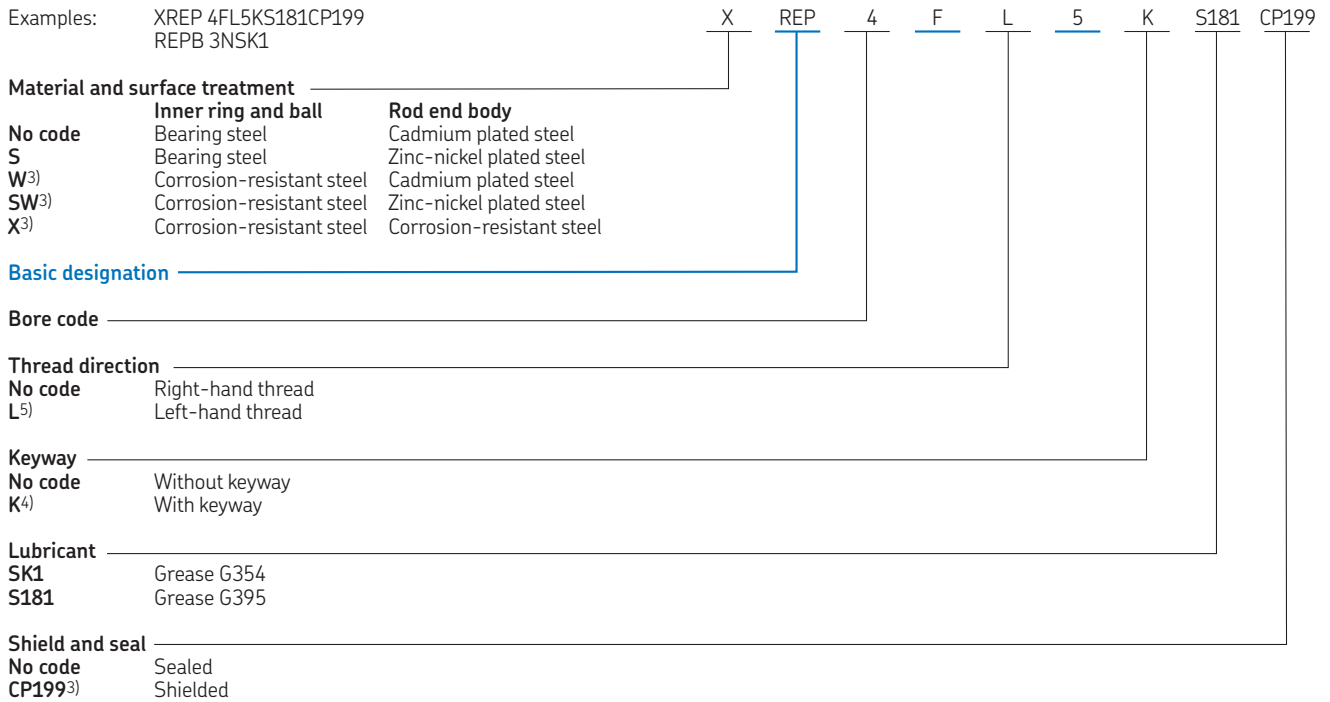 Examples: XREP 4FL5KS181CP199 X REP 4 F L 5 K S181 CP199
REPB 3NSK1
Material and surface treatment
Inner ring and ball Rod end body
No code Bearing steel Cadmium plated steel
S Bearing steel Zinc-nickel plated steel
W3) Corrosion-resistant steel Cadmium plated steel
SW3) Corrosion-resistant steel Zinc-nickel plated steel
X3) Corrosion-resistant steel Corrosion-resistant steel
Basic designation
Bore code
Thread direction
No code Right-hand thread
L5) Left-hand thread
Keyway
No code Without keyway
K4) With keyway
Lubricant
SK1 Grease G354
S181 Grease G395
Shield and seal
No code Sealed
CP1993) Shielded